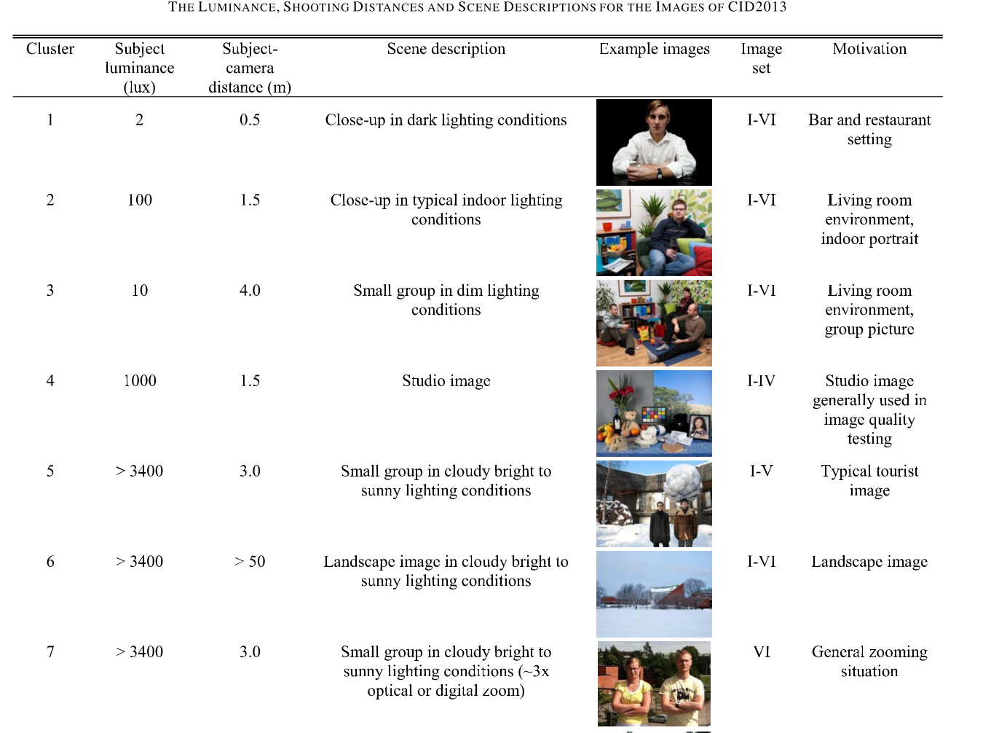 THE LUMINANCE, SHOOTING DISTANCES AND SCENE DESCRIPTIONS FOR THE IMAGES OF CID2013
Cluster Subject luminance (lux) Subject-camera distance (m) Scene description Example images Image set Motivation
1 2 0.5 Close-up in dark lighting conditions I-VI Bar and restaurant setting
2 100 1.5 Close-up in typical indoor lighting conditions I-VI Living room environment, indoor portrait
3 10 4.0 Small group in dim lighting conditions I-VI Living room environment, group picture
4 1000 1.5 Studio image I-IV Studio image generally used in image quality testing
5 > 3400 3.0 Small group in cloudy bright to sunny lighting conditions I-V Typical tourist image
6 > 3400 > 50 Landscape image in cloudy bright to sunny lighting conditions I-VI Landscape image
7 > 3400 3.0 Small group in cloudy bright to sunny lighting conditions (~3x optical or digital zoom) VI General zooming situation